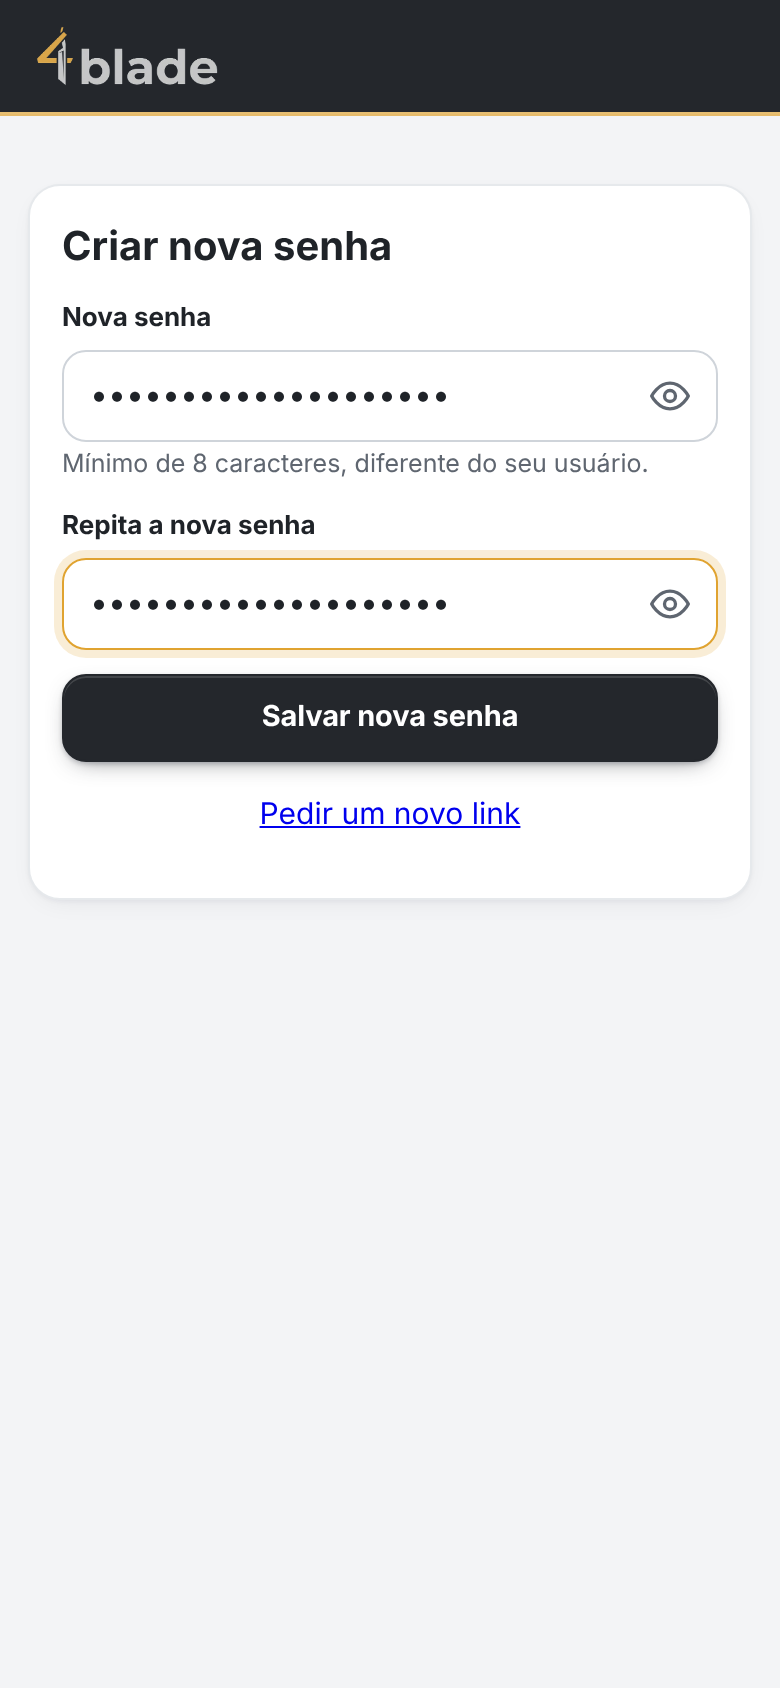 4blade
Criar nova senha
Nova senha
••••••••••••••••••••
Mínimo de 8 caracteres, diferente do seu usuário.
Repita a nova senha
••••••••••••••••••••
Salvar nova senha
Pedir um novo link